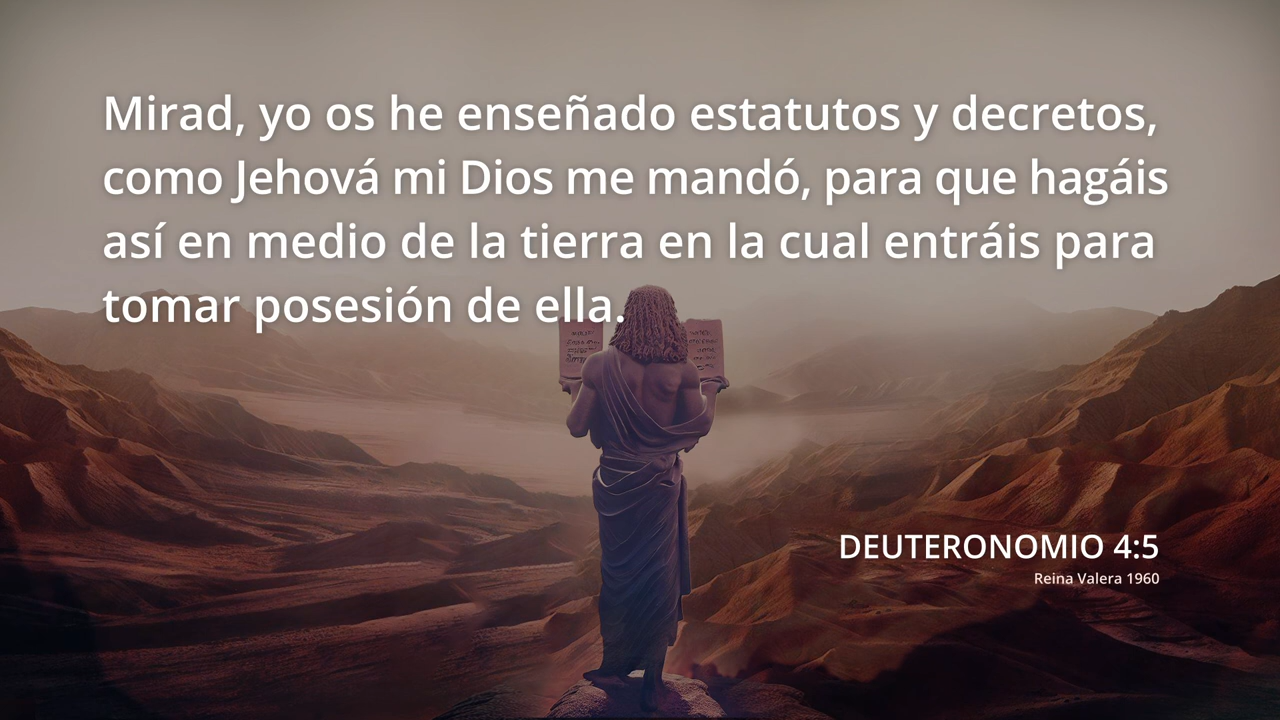 Mirad, yo os he enseñado estatutos y decretos,
como Jehová mi Dios me mandó, para que hagáis
así en medio de la tierra en la cual entráis para
tomar posesión de ella.
DEUTERONOMIO 4:5
Reina Valera 1960